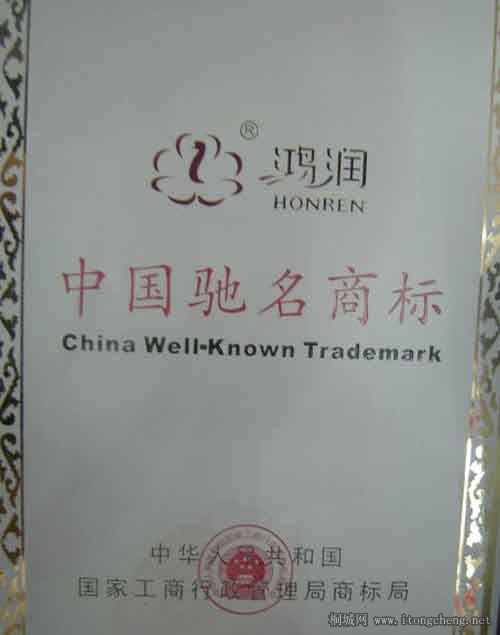 ®
鸿润
HONREN
中国驰名商标
China Well-Known Trademark
中华人民共和国
国家工商行政管理局商标局
桐城网 www.itongcheng.net